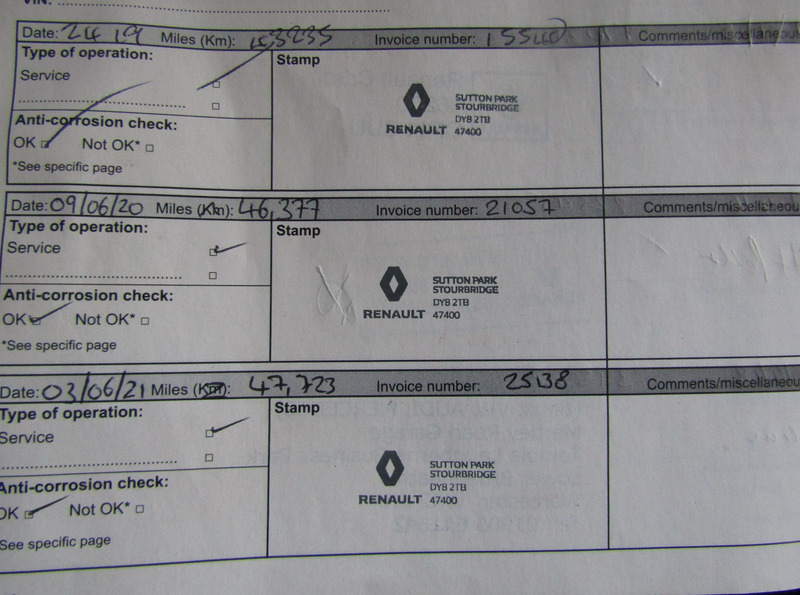 VIN:
Date: 24 19 Miles (Km): 43235 Invoice number: 15540 Comments/miscellaneou
Type of operation: Stamp
Service
SUTTON PARK
STOURBRIDGE
DY8 2TB
RENAULT 47400
Anti-corrosion check:
OK Not OK*
*See specific page
Date: 09/06/20 Miles (Km): 46,377 Invoice number: 21057 Comments/miscellaneou
Type of operation: Stamp
Service
SUTTON PARK
STOURBRIDGE
DY8 2TB
RENAULT 47400
Anti-corrosion check:
OK Not OK*
*See specific page
Date: 03/06/21 Miles (Km): 47,723 Invoice number: 25138 Comments/miscellaneou
Type of operation: Stamp
Service
SUTTON PARK
STOURBRIDGE
DY8 2TB
RENAULT 47400
Anti-corrosion check:
OK Not OK*
See specific page